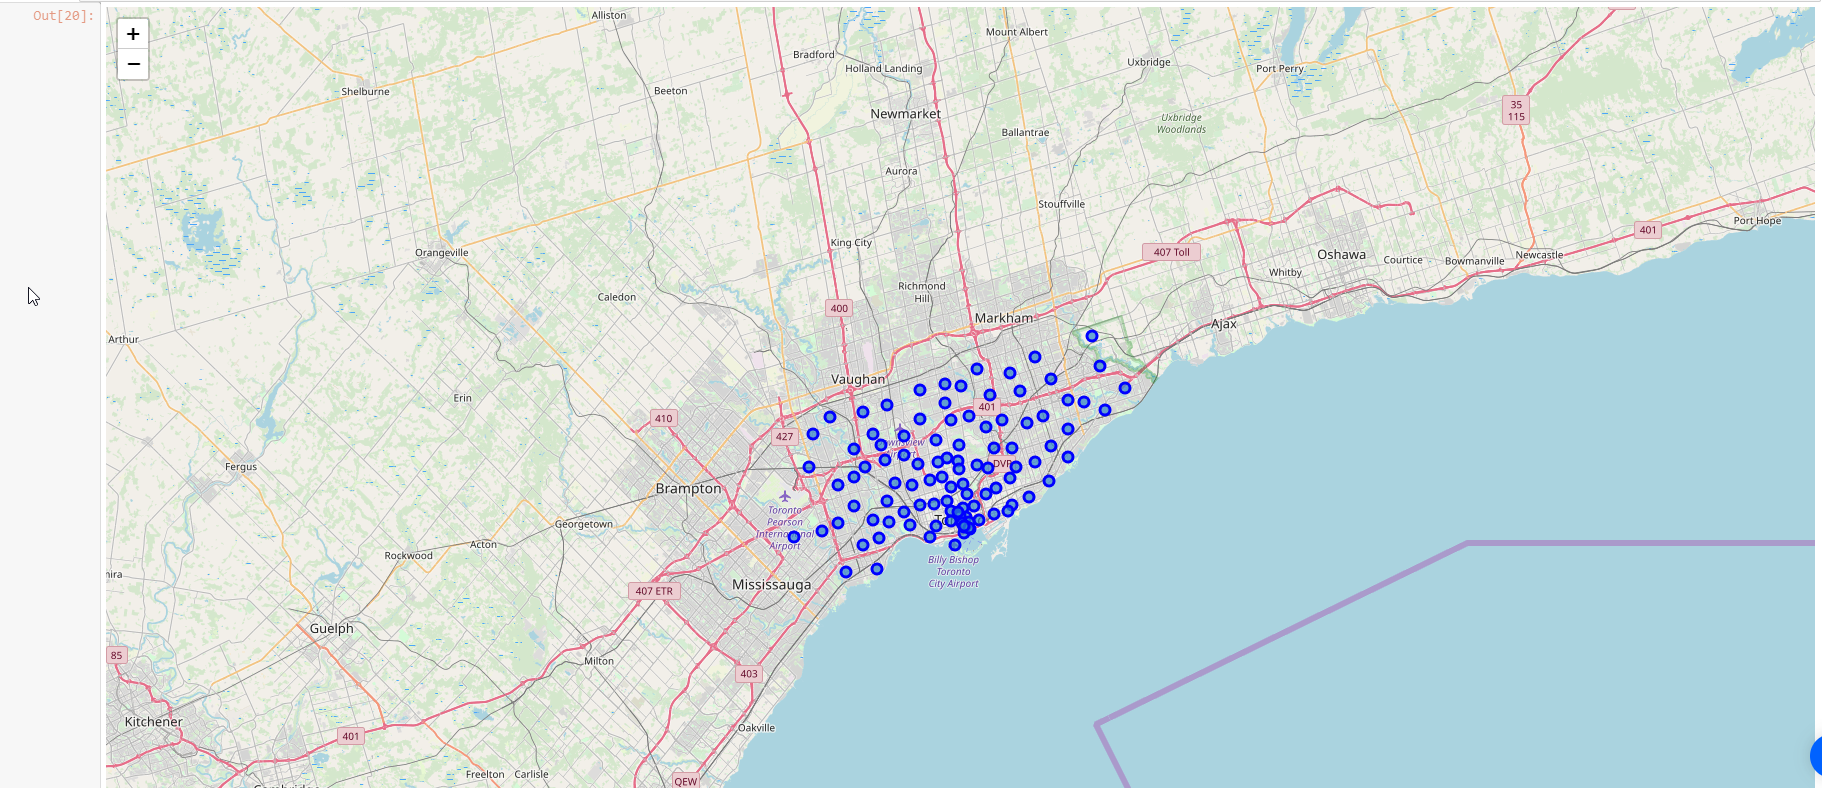 Out[20]:
+
−
Alliston
Mount Albert
Bradford
Holland Landing
Uxbridge
Port Perry
Shelburne
Beeton
35
115
Newmarket
Uxbridge
Woodlands
Ballantrae
Aurora
Stouffville
Port Hope
401
King City
Orangeville
407 Toll
Oshawa
Courtice
Newcastle
Bowmanville
Whitby
Richmond
Hill
Caledon
400
Markham
Ajax
Arthur
Vaughan
Erin
401
410
427
DVP
Fergus
Brampton
Toronto
Pearson
International
Airport
Georgetown
Acton
Rockwood
Billy Bishop
Toronto
City Airport
Mississauga
407 ETR
Guelph
85
Milton
403
Kitchener
Oakville
401
Freelton
Carlisle
QEW